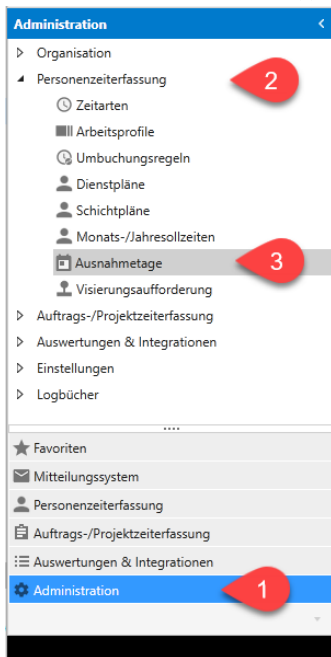 Administration
Organisation
Personenzeiterfassung
2
Zeitarten
Arbeitsprofile
Umbuchungsregeln
Dienstpläne
Schichtpläne
Monats-/Jahressollzeiten
Ausnahmetage
3
Visierungsaufforderung
Auftrags-/Projektzeiterfassung
Auswertungen & Integrationen
Einstellungen
Logbücher
Favoriten
Mitteilungssystem
Personenzeiterfassung
Auftrags-/Projektzeiterfassung
Auswertungen & Integrationen
Administration
1